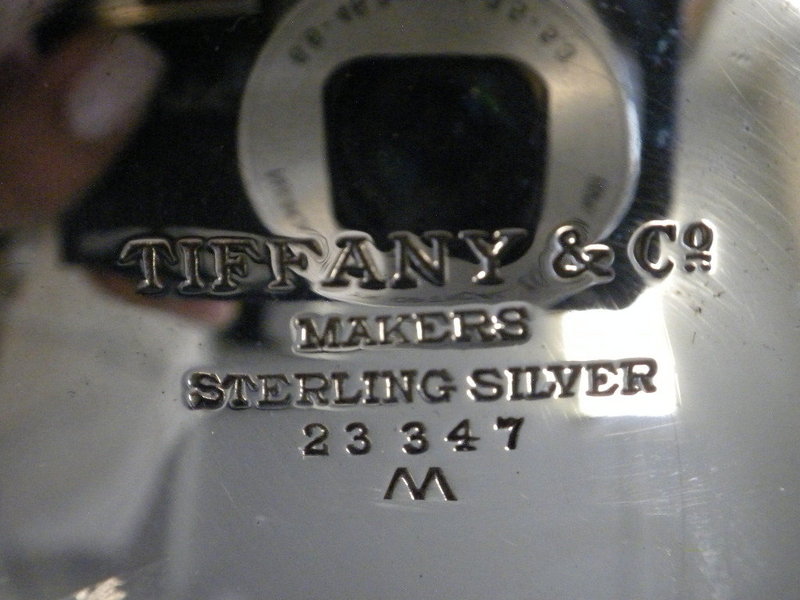 TIFFANY & Cº
MAKERS
STERLING SILVER
23347
M